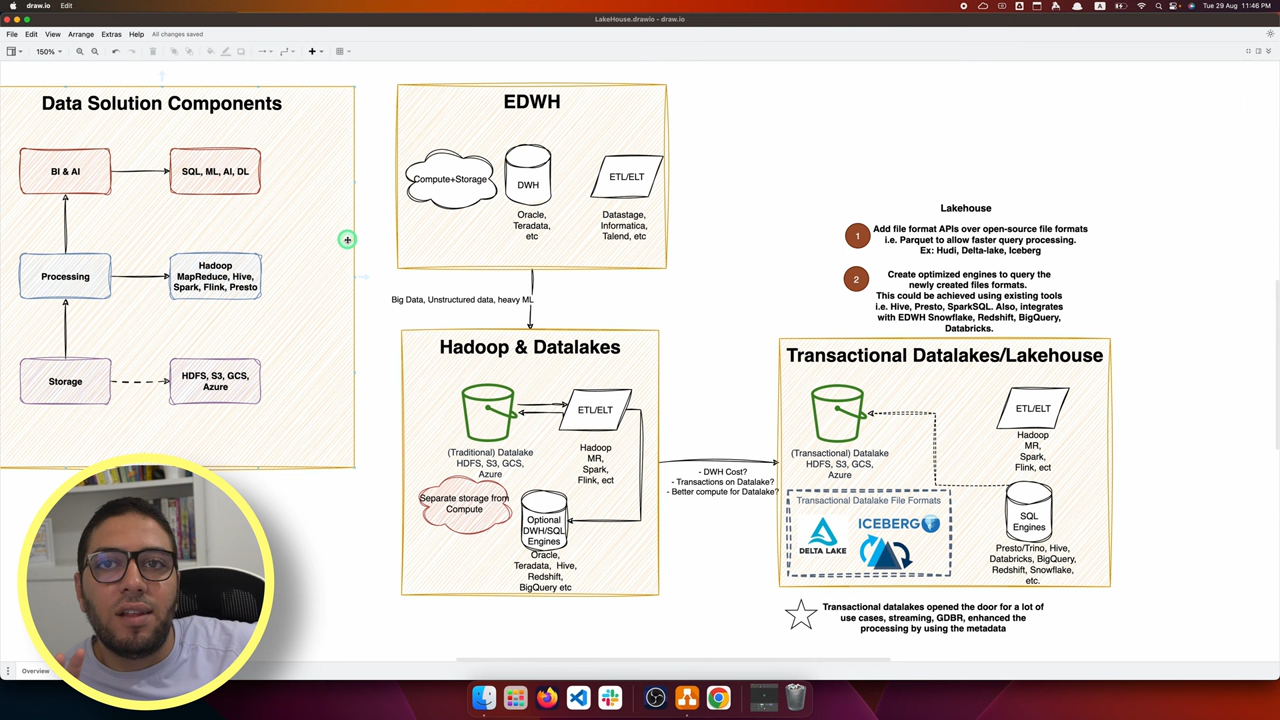 draw.io Edit
A
Tue 29 Aug 11:46 PM
LakeHouse.drawio - draw.io
File Edit View Arrange Extras Help All changes saved
150%
Data Solution Components
BI & AI
SQL, ML, AI, DL
Processing
Hadoop
MapReduce, Hive,
Spark, Flink, Presto
Storage
HDFS, S3, GCS,
Azure
EDWH
Compute+Storage
DWH
ETL/ELT
Oracle,
Teradata,
etc
Datastage,
Informatica,
Talend, etc
Big Data, Unstructured data, heavy ML
Hadoop & Datalakes
ETL/ELT
(Traditional) Datalake
HDFS, S3, GCS,
Azure
Hadoop
MR,
Spark,
Flink, ect
Separate storage from
Compute
Optional
DWH/SQL
Engines
Oracle,
Teradata, Hive,
Redshift,
BigQuery etc
- DWH Cost?
- Transactions on Datalake?
- Better compute for Datalake?
Lakehouse
1
Add file format APIs over open-source file formats
i.e. Parquet to allow faster query processing.
Ex: Hudi, Delta-lake, Iceberg
2
Create optimized engines to query the
newly created files formats.
This could be achieved using existing tools
i.e. Hive, Presto, SparkSQL. Also, integrates
with EDWH Snowflake, Redshift, BigQuery,
Databricks.
Transactional Datalakes/Lakehouse
ETL/ELT
(Transactional) Datalake
HDFS, S3, GCS,
Azure
Hadoop
MR,
Spark,
Flink, ect
Transactional Datalake File Formats
DELTA LAKE
ICEBERG
SQL
Engines
Presto/Trino, Hive,
Databricks, BigQuery,
Redshift, Snowflake,
etc.
Transactional datalakes opened the door for a lot of
use cases, streaming, GDBR, enhanced the
processing by using the metadata
Overview